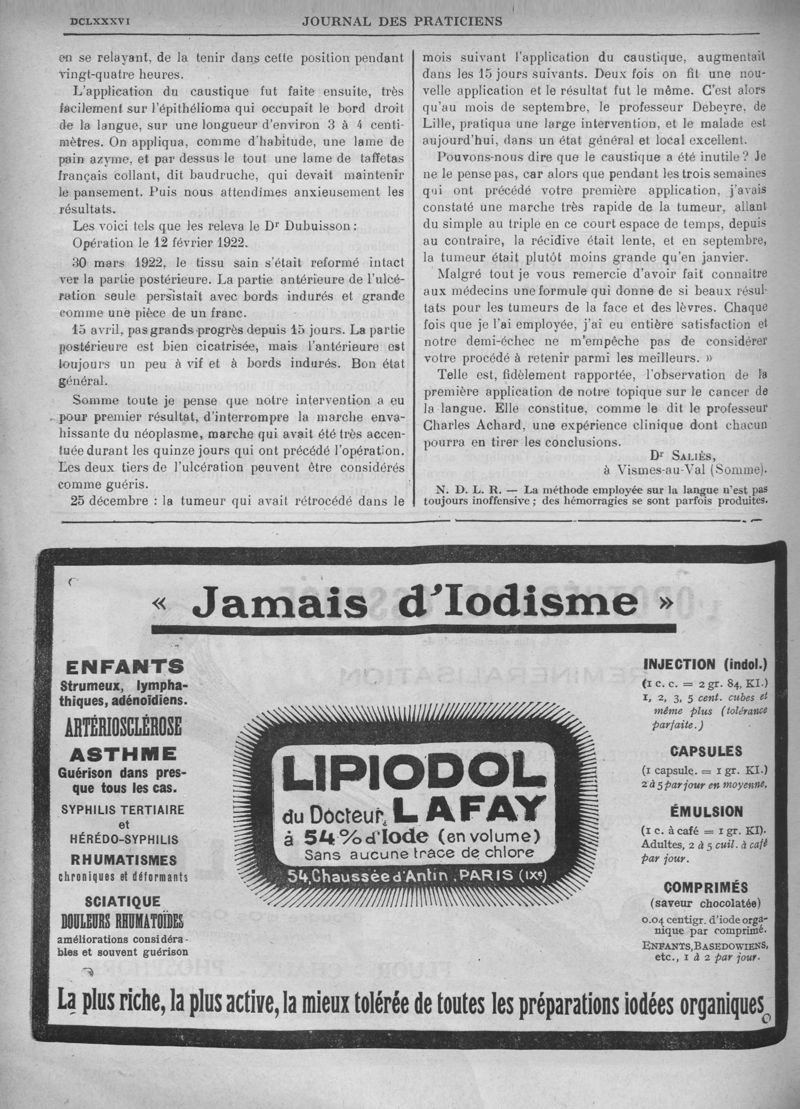 DCLXXXVI
JOURNAL DES PRATICIENS
en se relayant, de la tenir dans cette position pendant
vingt-quatre heures.
L'application du caustique fut faite ensuite, très
facilement sur l'épithélioma qui occupait le bord droit
de la langue, sur une longueur d'environ 3 à 4 centi-
mètres. On appliqua, comme d'habitude, une lame de
pain azyme, et par dessus le tout une lame de taffetas
français collant, dit baudruche, qui devait maintenir
le pansement. Puis nous attendîmes anxieusement les
résultats.
Les voici tels que les releva le Dr Dubuisson :
Opération le 12 février 1922.
30 mars 1922, le tissu sain s'était reformé intact
ver la partie postérieure. La partie antérieure de l'ulcé-
ration seule persistait avec bords indurés et grande
comme une pièce de un franc.
15 avril, pas grands progrès depuis 15 jours. La partie
postérieure est bien cicatrisée, mais l'antérieure est
toujours un peu à vif et à bords indurés. Bon état
général.
Somme toute je pense que notre intervention a eu
pour premier résultat, d'interrompre la marche enva-
hissante du néoplasme, marche qui avait été très accen-
tuée durant les quinze jours qui ont précédé l'opération.
Les deux tiers de l'ulcération peuvent être considérés
comme guéris.
25 décembre : la tumeur qui avait rétrocédé dans le
mois suivant l'application du caustique, augmentait
dans les 15 jours suivants. Deux fois on fit une nou-
velle application et le résultat fut le même. C'est alors
qu'au mois de septembre, le professeur Debeyre, de
Lille, pratiqua une large intervention, et le malade est
aujourd'hui, dans un état général et local excellent.
Pouvons-nous dire que le caustique a été inutile ? Je
ne le pense pas, car alors que pendant les trois semaines
qui ont précédé votre première application, j'avais
constaté une marche très rapide de la tumeur, allant
du simple au triple en ce court espace de temps, depuis
au contraire, la récidive était lente, et en septembre,
la tumeur était plutôt moins grande qu'en janvier.
Malgré tout je vous remercie d'avoir fait connaître
aux médecins une formule qui donne de si beaux résul-
tats pour les tumeurs de la face et des lèvres. Chaque
fois que je l'ai employée, j'ai eu entière satisfaction et
notre demi-échec ne m'empêche pas de considérer
votre procédé à retenir parmi les meilleurs. »
Telle est, fidèlement rapportée, l'observation de la
première application de notre topique sur le cancer de
la langue. Elle constitue, comme le dit le professeur
Charles Achard, une expérience clinique dont chacun
pourra en tirer les conclusions.
Dr SALIÈS,
à Vismes-au-Val (Somme).
N. D. L. R. — La méthode employée sur la langue n'est pas
toujours inoffensive ; des hémorragies se sont parfois produites.
« Jamais d'Iodisme »
ENFANTS
Strumeux, lympha-
thiques, adénoïdiens.
ARTÉRIOSCLÉROSE
ASTHME
Guérison dans pres-
que tous les cas.
SYPHILIS TERTIAIRE
et
HÉRÉDO-SYPHILIS
RHUMATISMES
chroniques et déformants
SCIATIQUE
DOULEURS RHUMATOÏDES
améliorations considéra-
bles et souvent guérison
LIPIODOL
du Docteur LAFAY
à 54% d'Iode (en volume)
Sans aucune trace de chlore
54, Chaussée d'Antin, PARIS (IXe)
INJECTION (indol.)
(1 c. c. = 2 gr. 84, KI.)
1, 2, 3, 5 cent. cubes et
même plus (tolérance
parfaite.)
CAPSULES
(1 capsule. = 1 gr. KI.)
2 à 5 par jour en moyenne.
ÉMULSION
(1 c. à café = 1 gr. KI).
Adultes, 2 à 5 cuil. à café
par jour.
COMPRIMÉS
(saveur chocolatée)
0.04 centigr. d'iode orga-
nique par comprimé.
ENFANTS, BASEDOWIENS,
etc., 1 à 2 par jour.
La plus riche, la plus active, la mieux tolérée de toutes les préparations iodées organiques